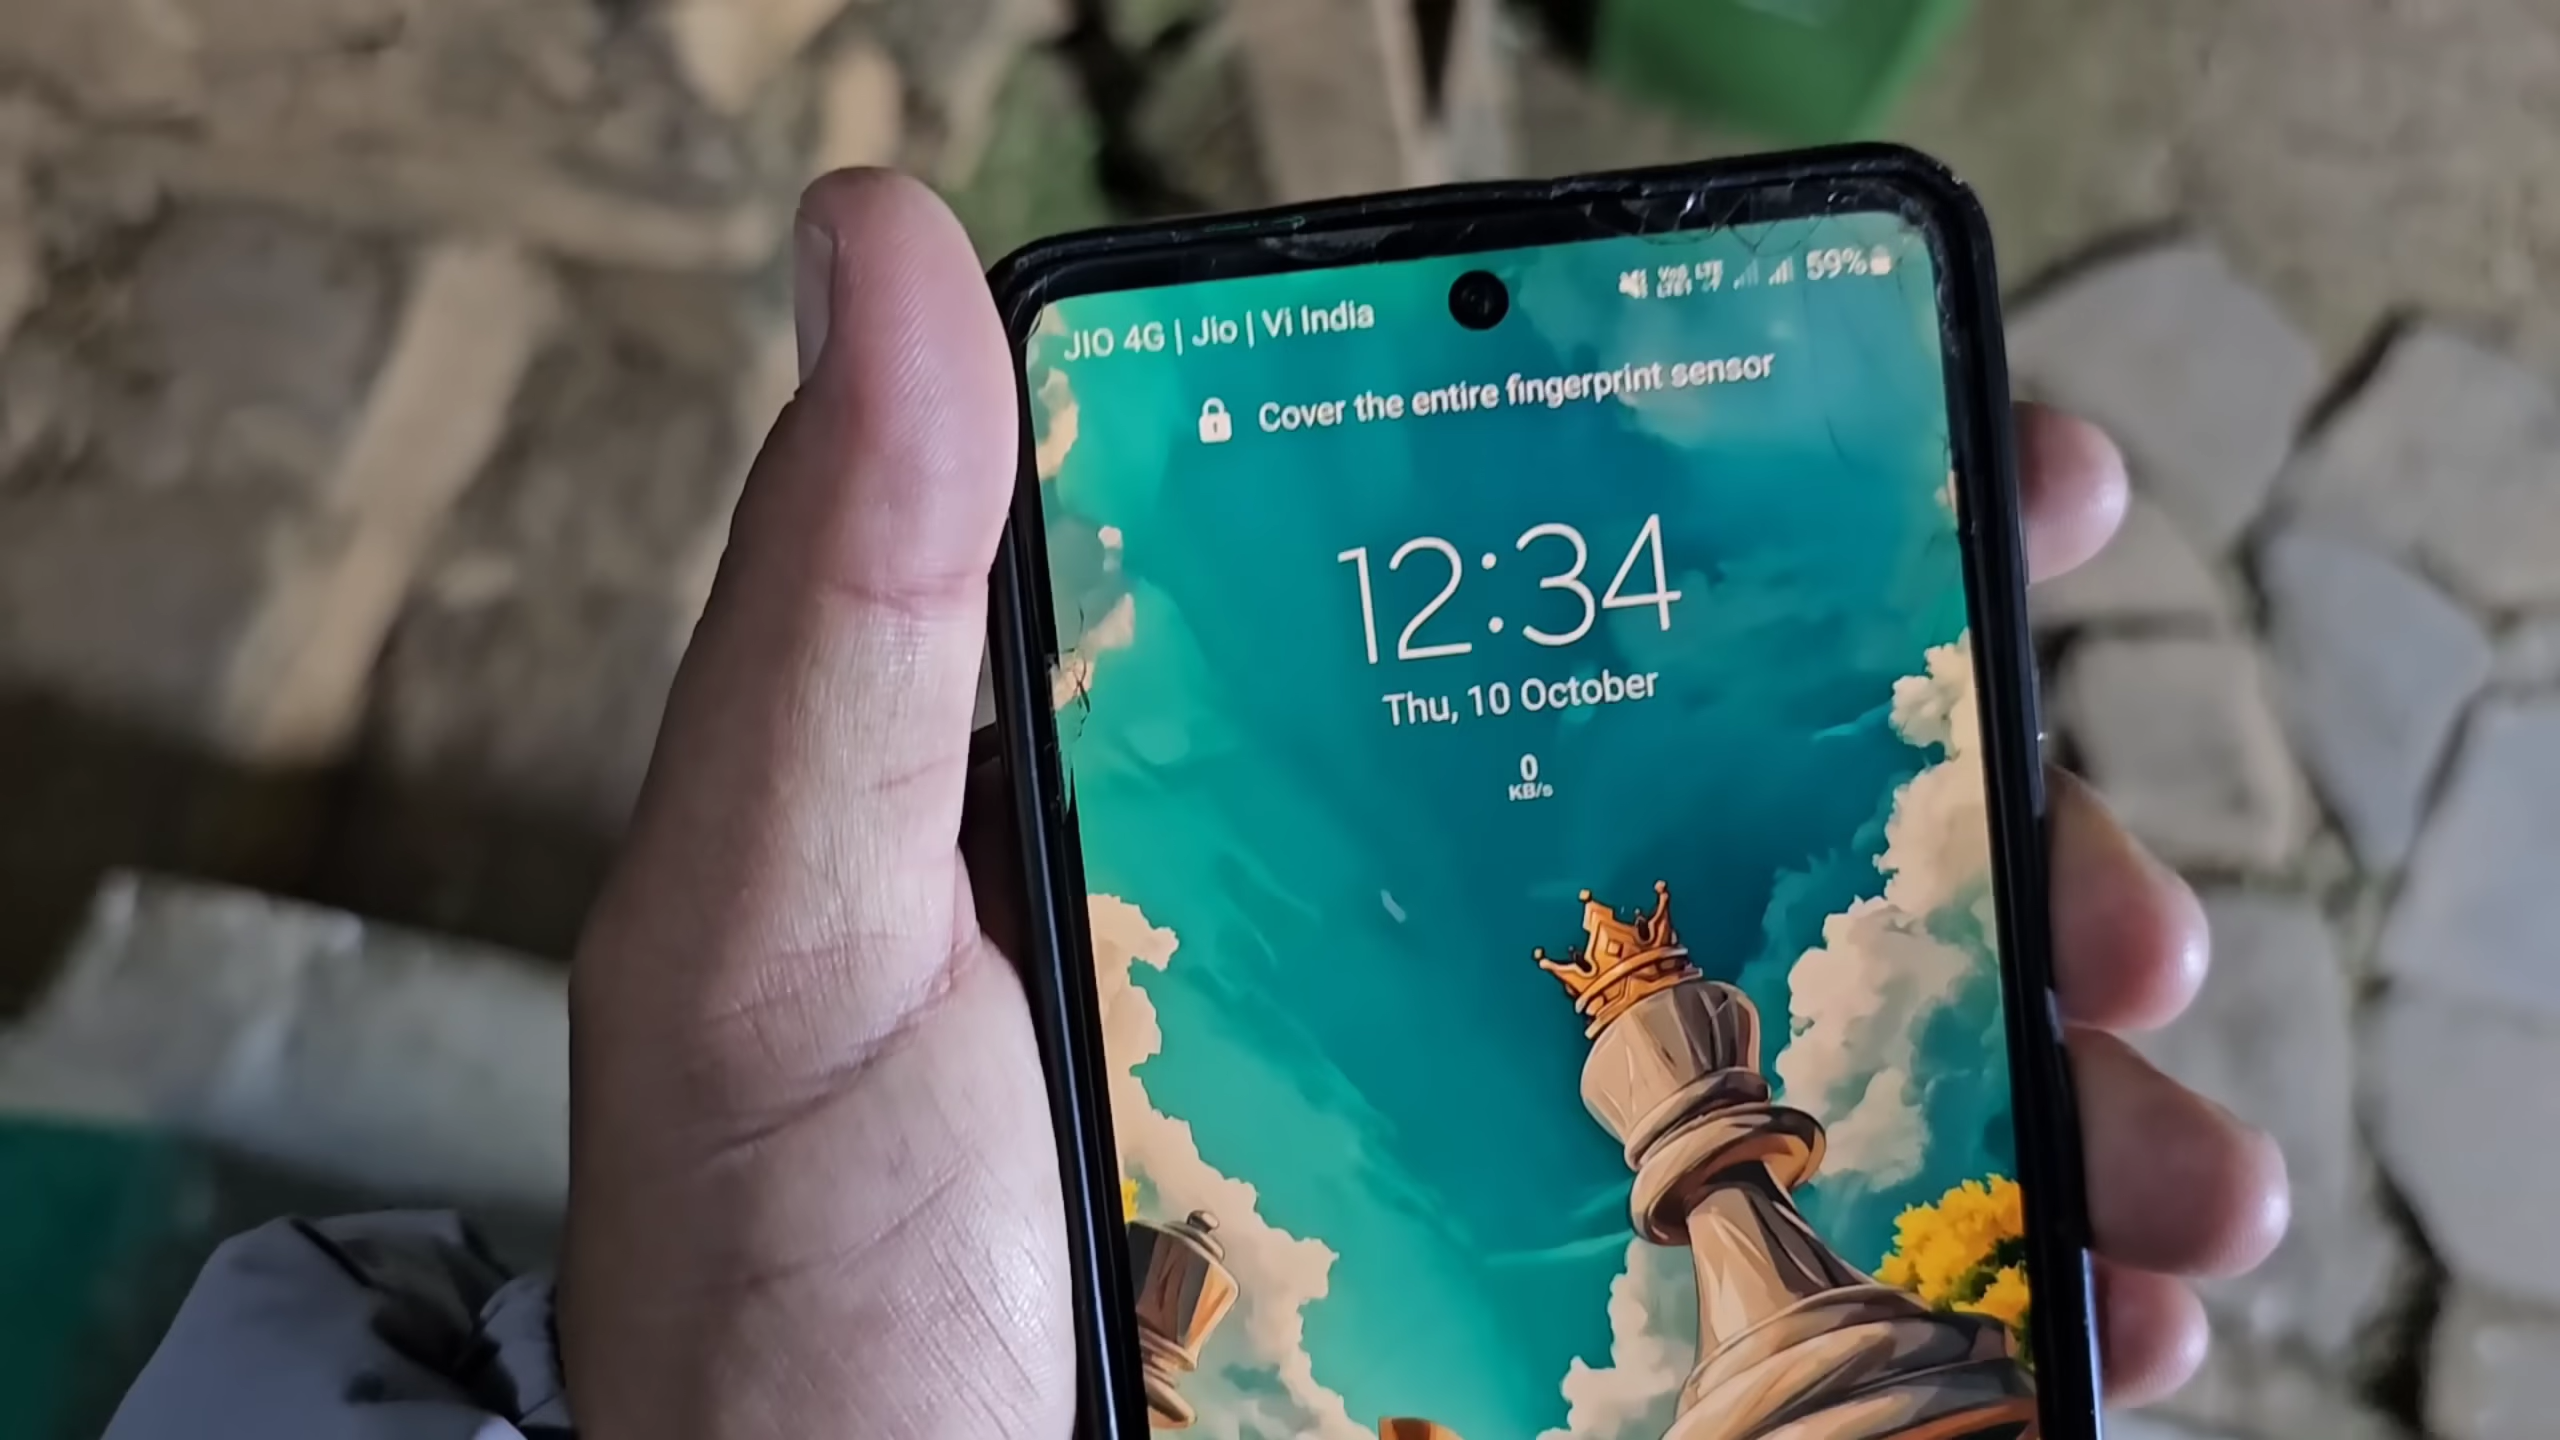 JIO 4G | Jio | Vi India
59%
Cover the entire fingerprint sensor
12:34
Thu, 10 October
0
KB/s